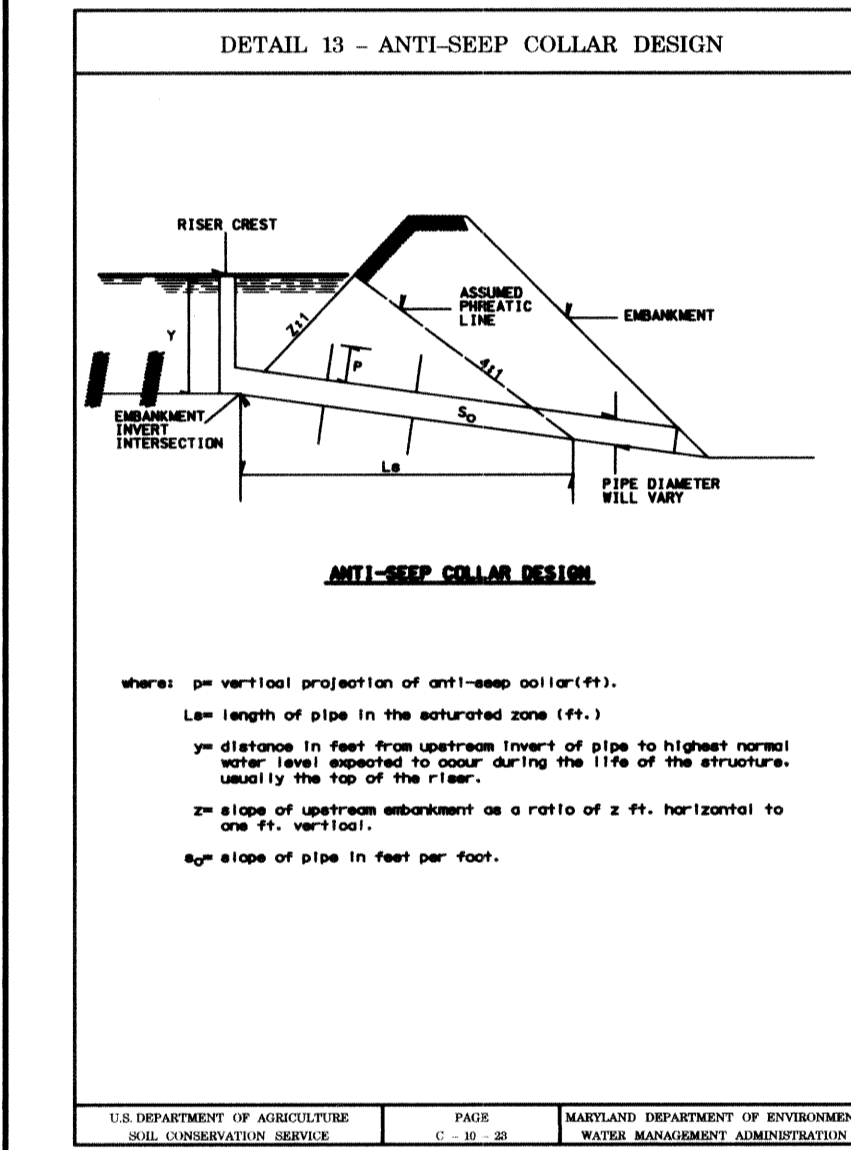 DETAIL 13 – ANTI–SEEP COLLAR DESIGN
RISER CREST
ASSUMED
PHREATIC
LINE
EMBANKMENT
Z:1
Y
P
4:1
EMBANKMENT
INVERT
INTERSECTION
So
Ls
PIPE DIAMETER
WILL VARY
ANTI-SEEP COLLAR DESIGN
where: p= vertical projection of anti-seep collar(ft).
Ls= length of pipe in the saturated zone (ft.)
y= distance in feet from upstream invert of pipe to highest normal
water level expected to occur during the life of the structure.
usually the top of the riser.
z= slope of upstream embankment as a ratio of z ft. horizontal to
one ft. vertical.
so= slope of pipe in feet per foot.
U.S. DEPARTMENT OF AGRICULTURE
SOIL CONSERVATION SERVICE
PAGE
C - 10 - 23
MARYLAND DEPARTMENT OF ENVIRONMEN
WATER MANAGEMENT ADMINISTRATION